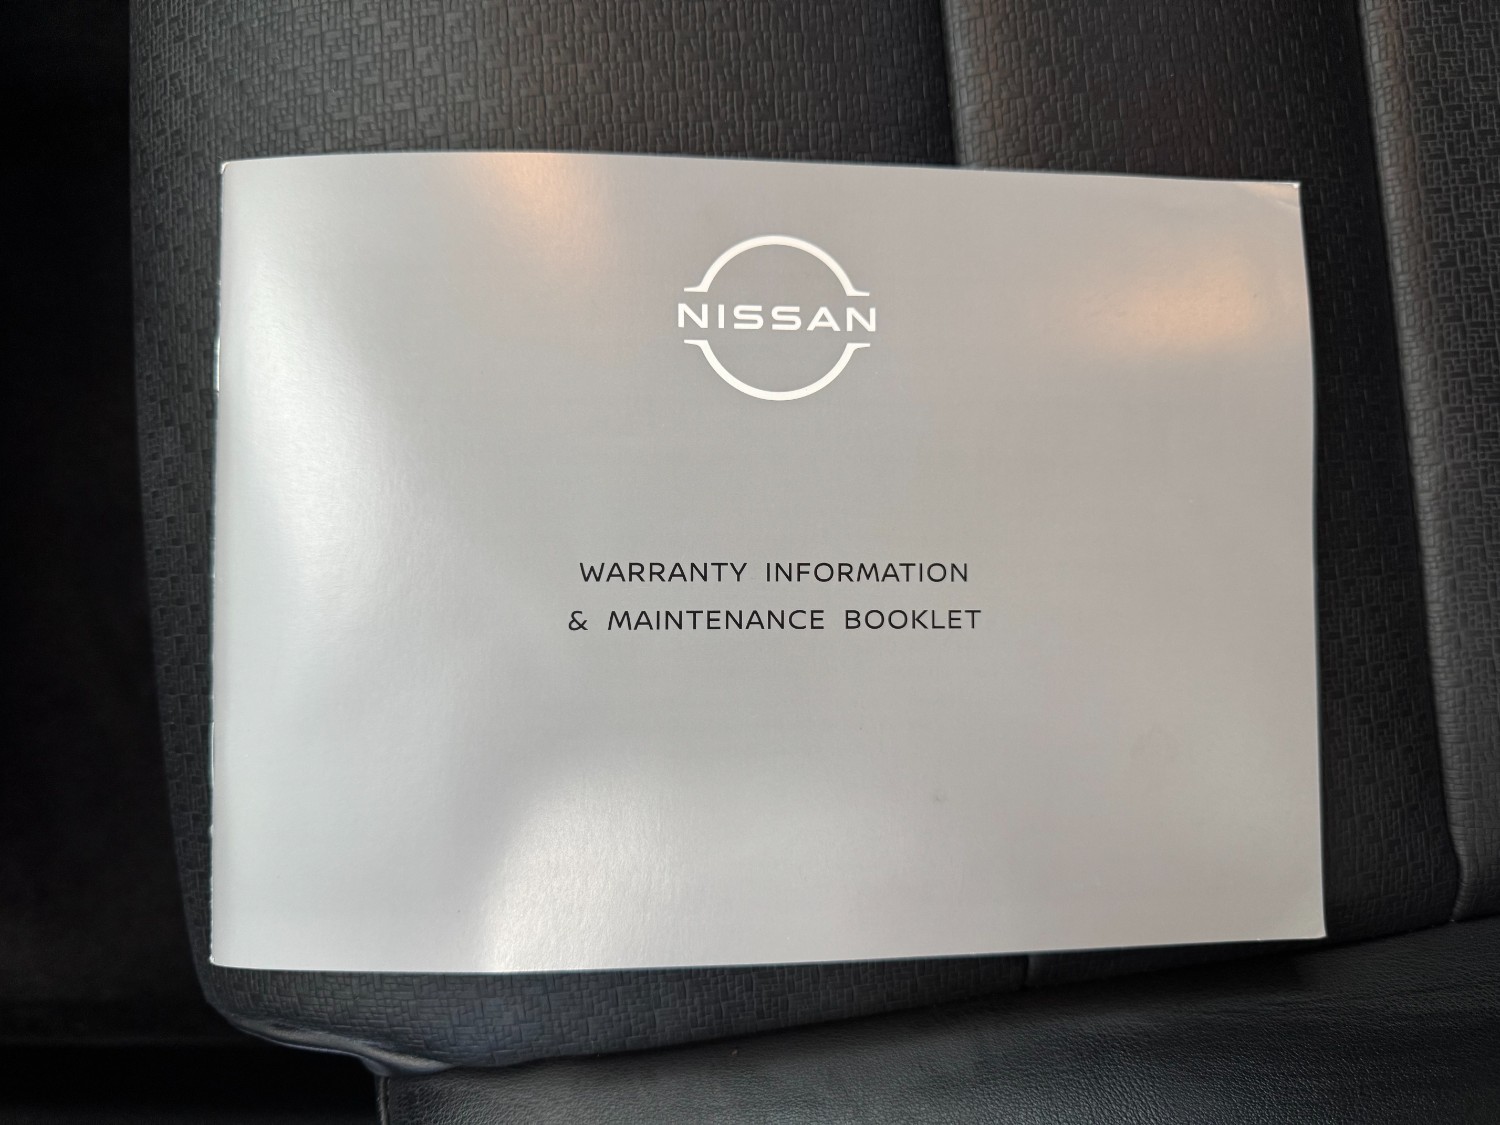 NISSAN
WARRANTY INFORMATION
& MAINTENANCE BOOKLET